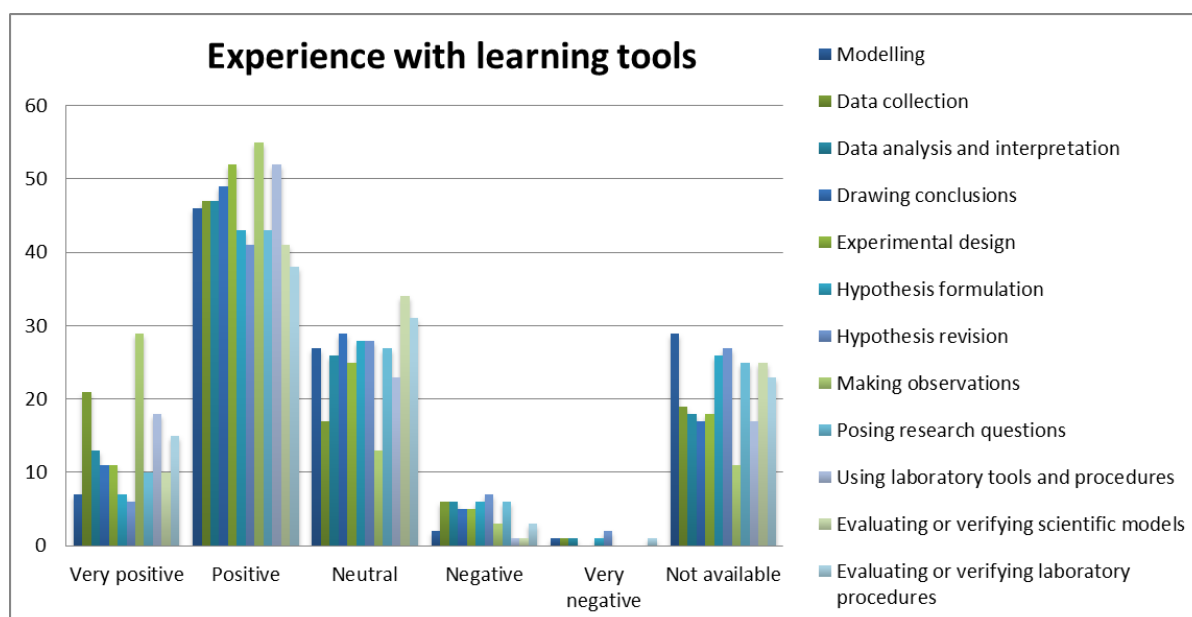 Experience with learning tools
60
50
40
30
20
10
0
Very positive
Positive
Neutral
Negative
Very
negative
Not available
Modelling
Data collection
Data analysis and interpretation
Drawing conclusions
Experimental design
Hypothesis formulation
Hypothesis revision
Making observations
Posing research questions
Using laboratory tools and procedures
Evaluating or verifying scientific models
Evaluating or verifying laboratory
procedures